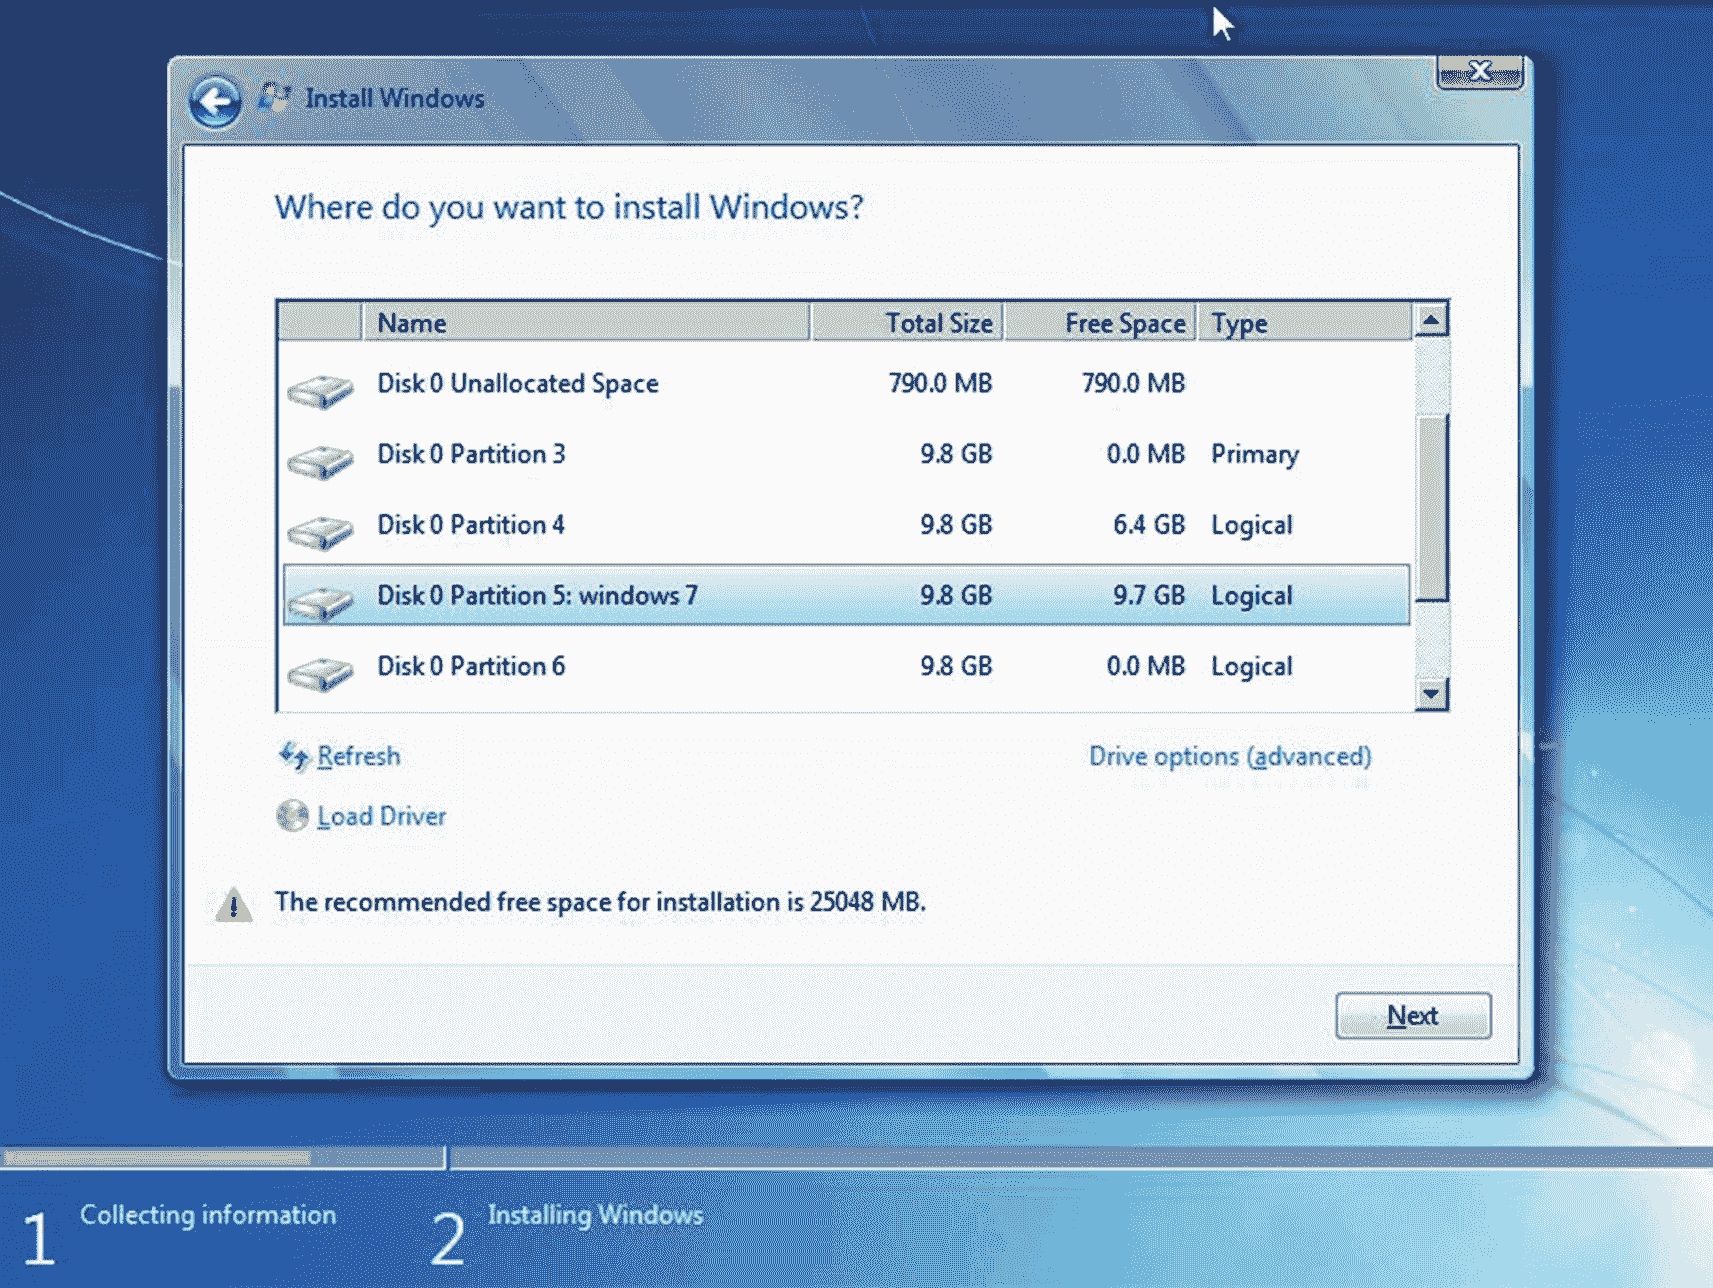 Install Windows
Where do you want to install Windows?
Name Total Size Free Space Type
Disk 0 Unallocated Space 790.0 MB 790.0 MB
Disk 0 Partition 3 9.8 GB 0.0 MB Primary
Disk 0 Partition 4 9.8 GB 6.4 GB Logical
Disk 0 Partition 5: windows 7 9.8 GB 9.7 GB Logical
Disk 0 Partition 6 9.8 GB 0.0 MB Logical
Refresh Drive options (advanced)
Load Driver
The recommended free space for installation is 25048 MB.
Next
1 Collecting information 2 Installing Windows